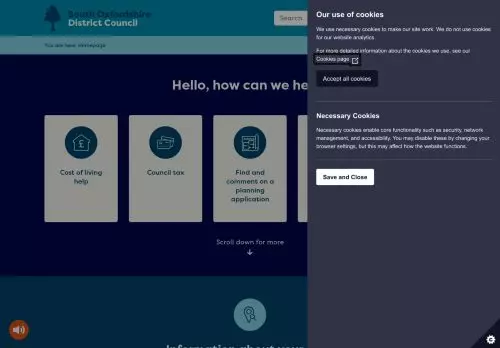 South Oxfordshire
District Council
Search
You are here: Homepage
Hello, how can we he
Cost of living
help
Council tax
Find and
comment on a
planning
application
Scroll down for more
Information about your
Our use of cookies
We use necessary cookies to make our site work. We do not use cookies
for our website analytics.
For more detailed information about the cookies we use, see our
Cookies page
Accept all cookies
Necessary Cookies
Necessary cookies enable core functionality such as security, network
management, and accessibility. You may disable these by changing your
browser settings, but this may affect how the website functions.
Save and Close